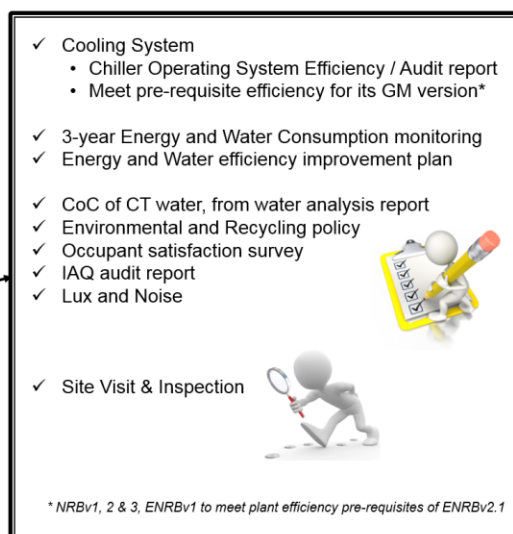 ✓ Cooling System
• Chiller Operating System Efficiency / Audit report
• Meet pre-requisite efficiency for its GM version*
✓ 3-year Energy and Water Consumption monitoring
✓ Energy and Water efficiency improvement plan
✓ CoC of CT water, from water analysis report
✓ Environmental and Recycling policy
✓ Occupant satisfaction survey
✓ IAQ audit report
✓ Lux and Noise
✓ Site Visit & Inspection
* NRBv1, 2 & 3, ENRBv1 to meet plant efficiency pre-requisites of ENRBv2.1